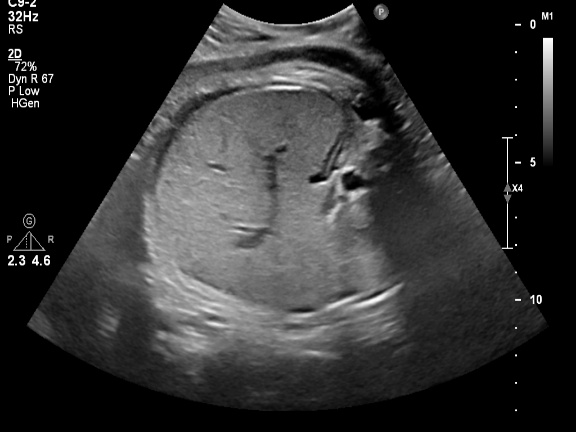 C9-2
32Hz
RS
2D
72%
Dyn R 67
P Low
HGen
G
P R
2.3 4.6
P
M1
0
5
X4
10